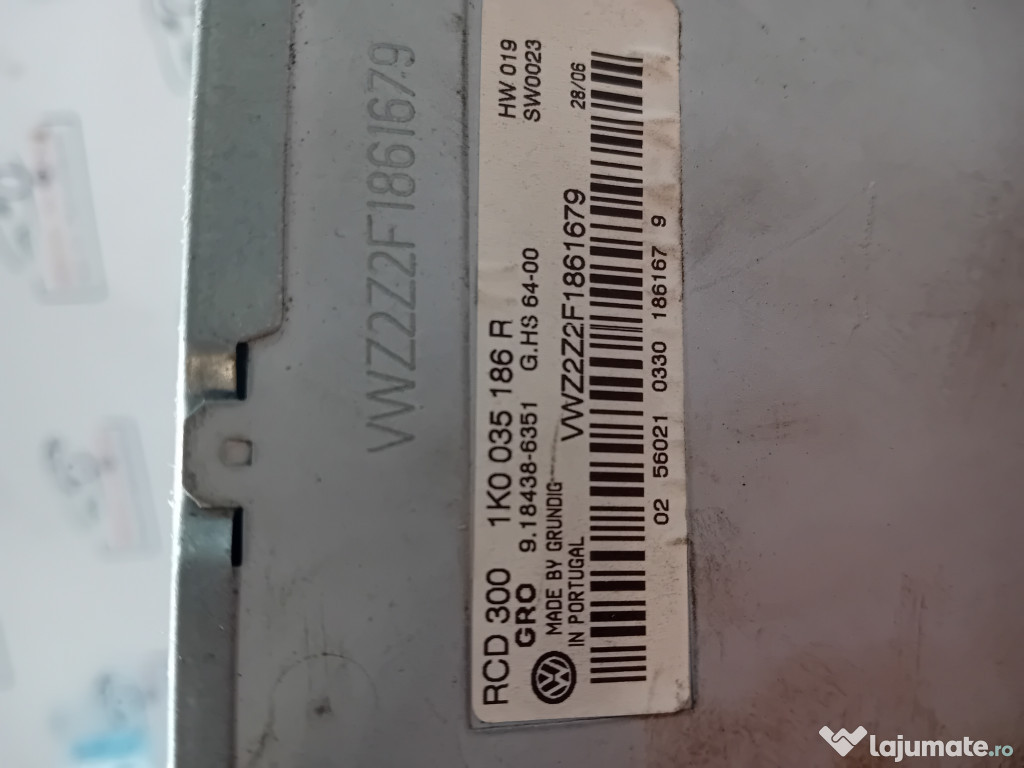 VWZ2Z2F1861679
RCD 300 1K0 035 186 R
HW 019
GRO 9.18438-6351 G.HS 64-00
SW0023
MADE BY GRUNDIG
IN PORTUGAL
VWZ2Z2F1861679
28/06
02 56021 0330 186167 9
lajumate.ro